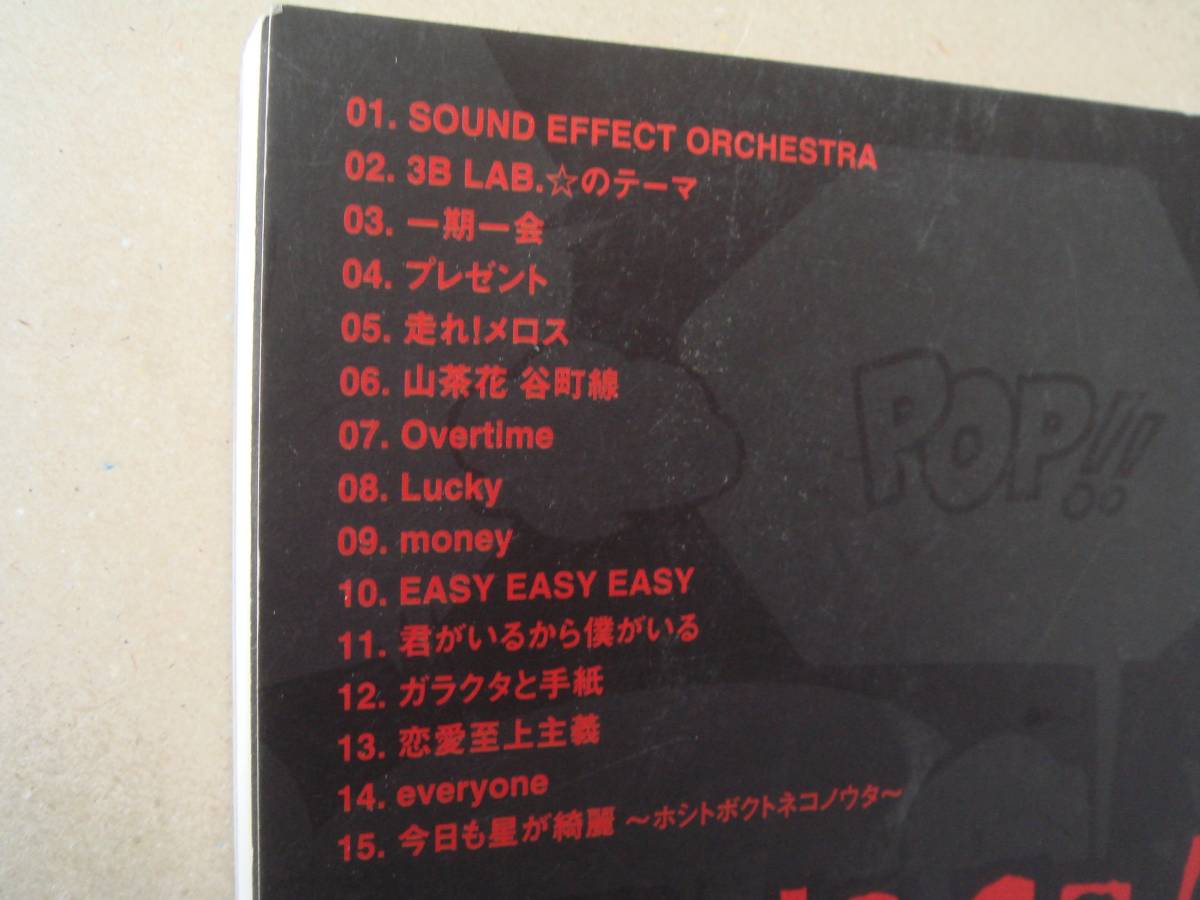 01. SOUND EFFECT ORCHESTRA
02. 3B LAB.☆のテーマ
03. 一期一会
04. プレゼント
05. 走れ!メロス
06. 山茶花 谷町線
07. Overtime
08. Lucky
09. money
10. EASY EASY EASY
11. 君がいるから僕がいる
12. ガラクタと手紙
13. 恋愛至上主義
14. everyone
15. 今日も星が綺麗 ～ホシトボクトネコノウタ～
POP!!